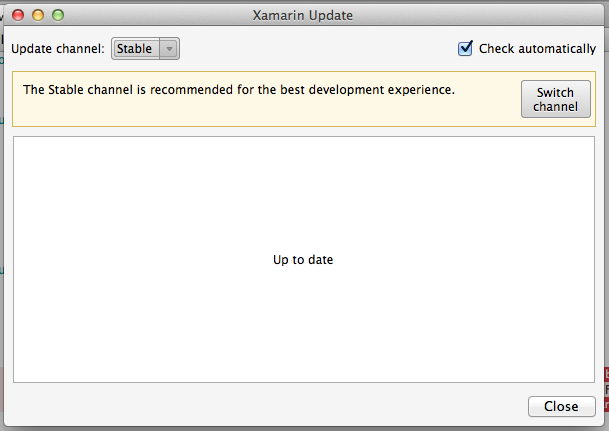 Xamarin Update
Update channel: Stable
Check automatically
The Stable channel is recommended for the best development experience.
Switch
channel
Up to date
Close